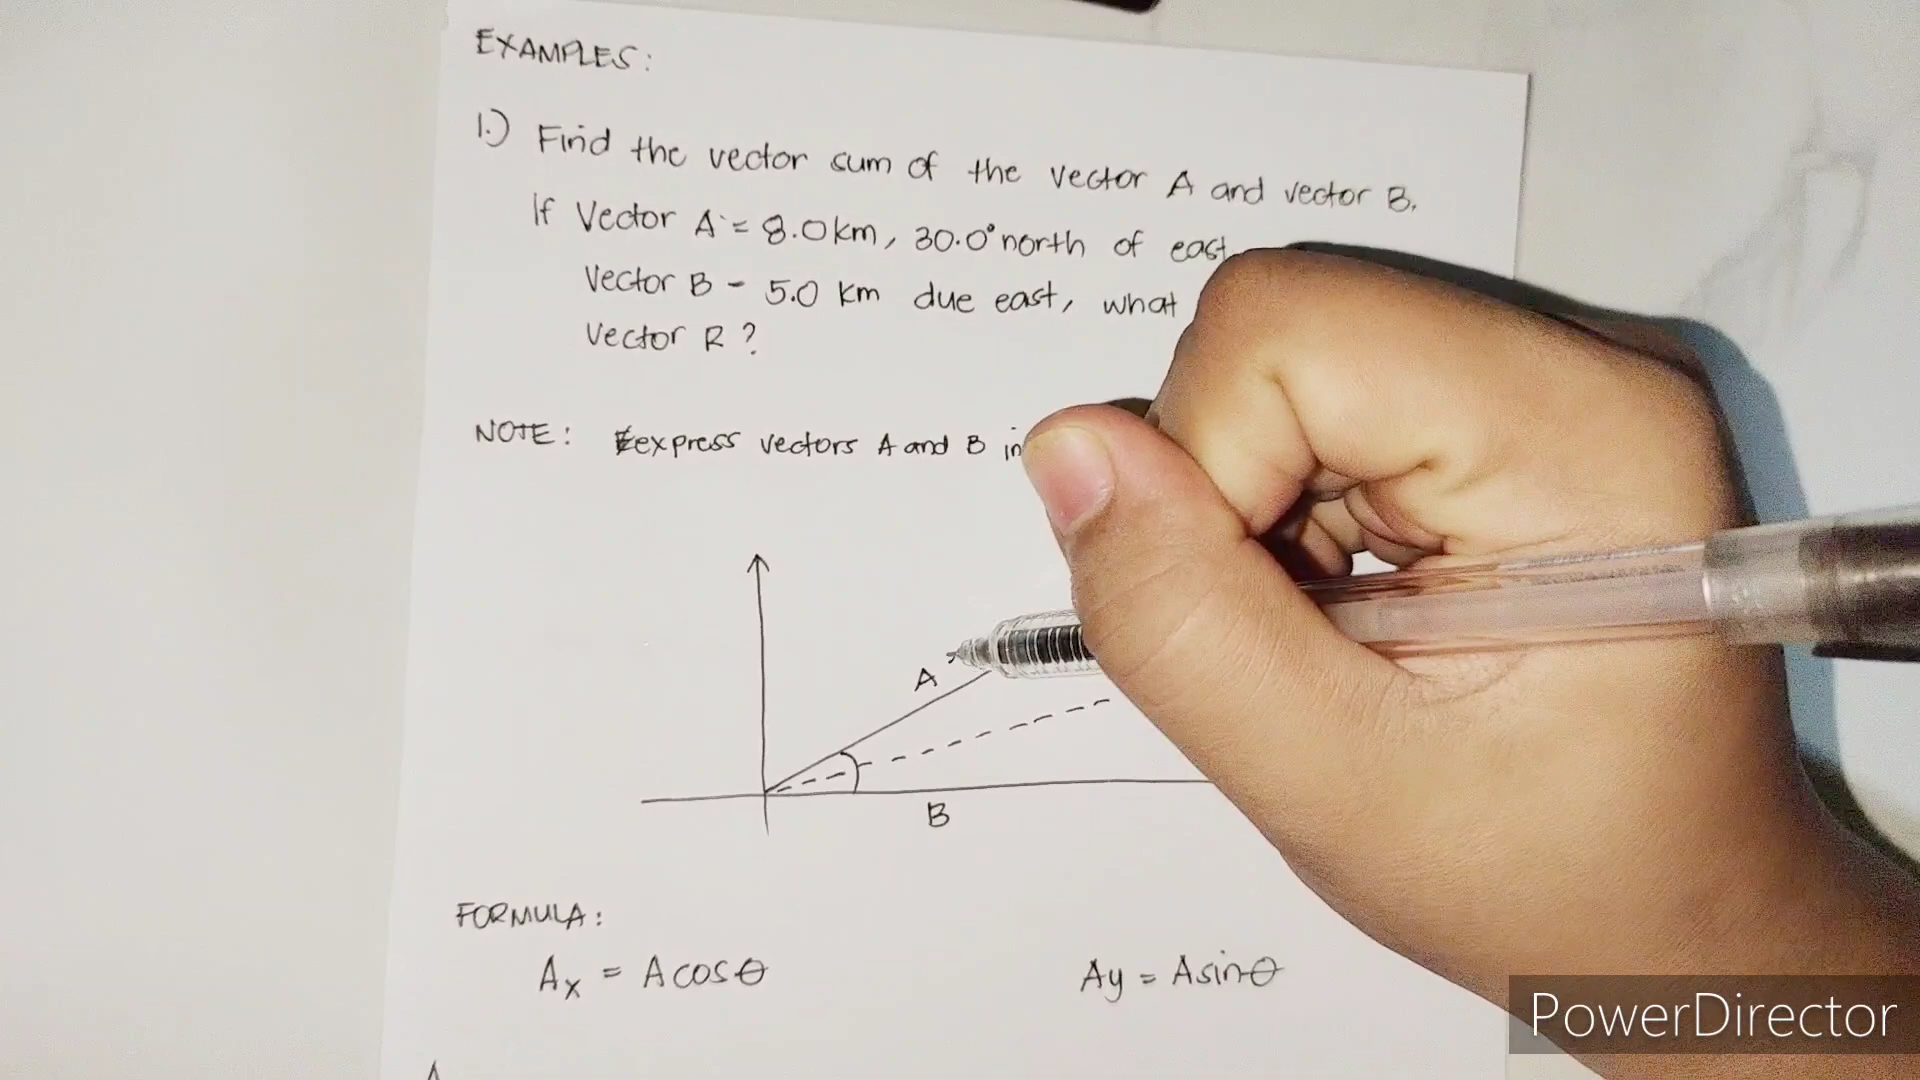 EXAMPLES:
1.) Find the vector sum of the vector A and vector B.
If Vector A = 8.0 km, 30.0° north of east
Vector B - 5.0 km due east, what
Vector R ?
NOTE: express vectors A and B in
A
B
FORMULA:
Ax = A cos θ
Ay = A sin θ
PowerDirector